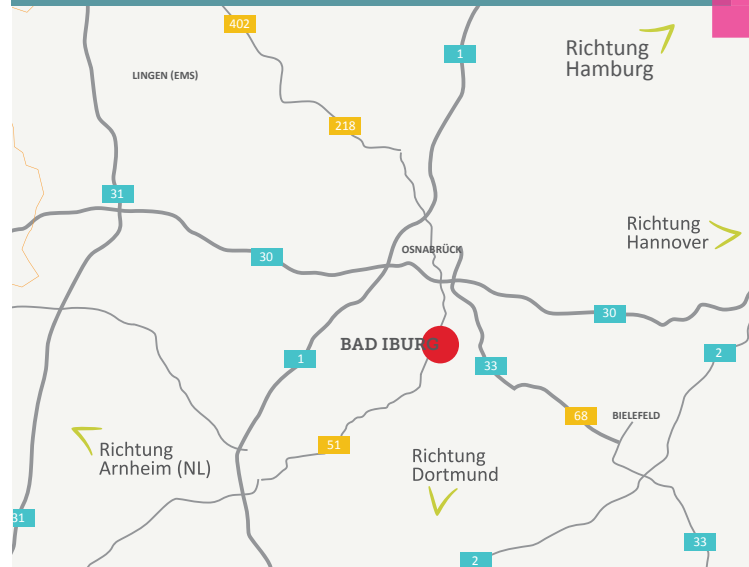 402
1
Richtung
Hamburg
LINGEN (EMS)
218
31
Richtung
Hannover
OSNABRÜCK
30
30
BAD IBURG
1
33
2
68
BIELEFELD
51
Richtung
Arnheim (NL)
Richtung
Dortmund
31
33
2